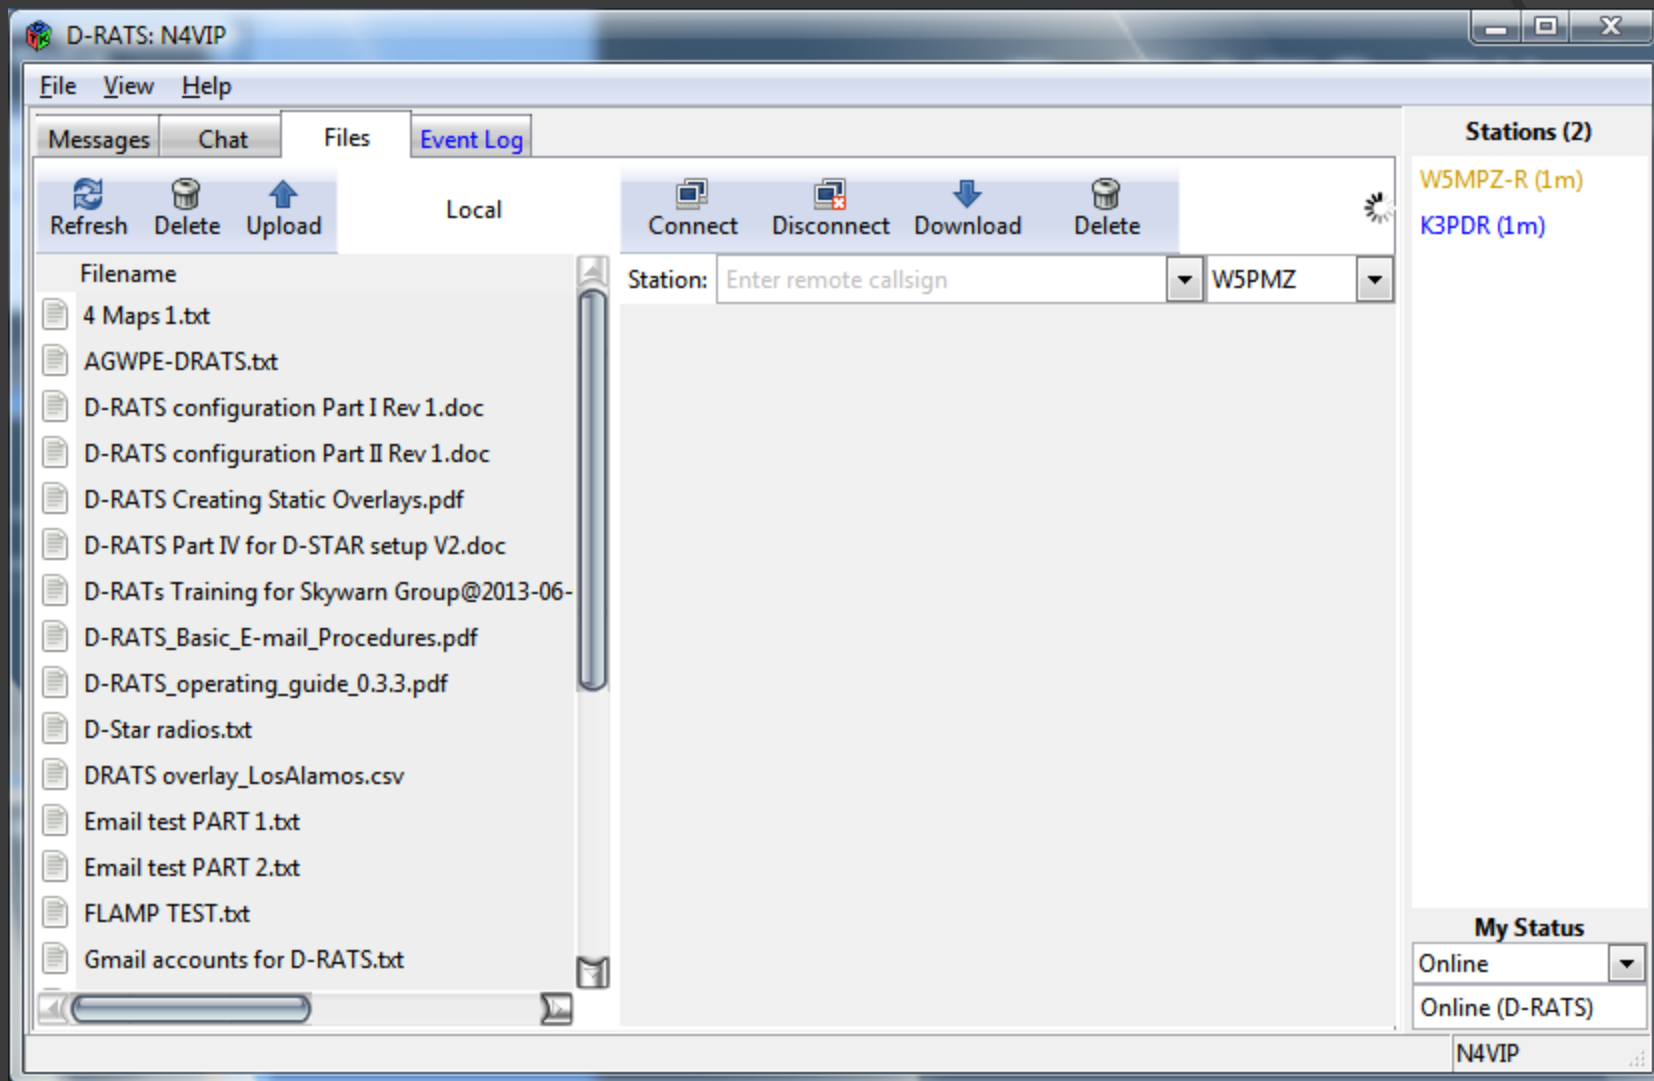 D-RATS: N4VIP
File View Help
Messages Chat Files Event Log
Refresh Delete Upload
Local
Connect Disconnect Download Delete
Filename
4 Maps 1.txt
AGWPE-DRATS.txt
D-RATS configuration Part I Rev 1.doc
D-RATS configuration Part II Rev 1.doc
D-RATS Creating Static Overlays.pdf
D-RATS Part IV for D-STAR setup V2.doc
D-RATs Training for Skywarn Group@2013-06-
D-RATS_Basic_E-mail_Procedures.pdf
D-RATS_operating_guide_0.3.3.pdf
D-Star radios.txt
DRATS overlay_LosAlamos.csv
Email test PART 1.txt
Email test PART 2.txt
FLAMP TEST.txt
Gmail accounts for D-RATS.txt
Station: Enter remote callsign W5PMZ
Stations (2)
W5MPZ-R (1m)
K3PDR (1m)
My Status
Online
Online (D-RATS)
N4VIP